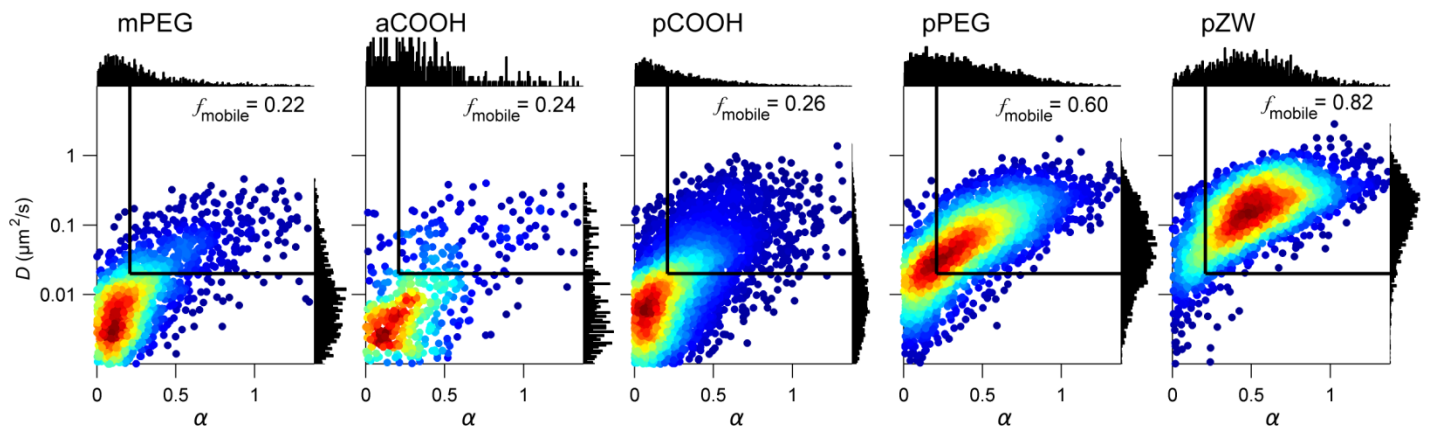 mPEG aCOOH pCOOH pPEG pZW
fmobile= 0.22 fmobile= 0.24 fmobile= 0.26 fmobile= 0.60 fmobile= 0.82
D (µm²/s)
1
0.1
0.01
0 0.5 1 0 0.5 1 0 0.5 1 0 0.5 1 0 0.5 1
α α α α α